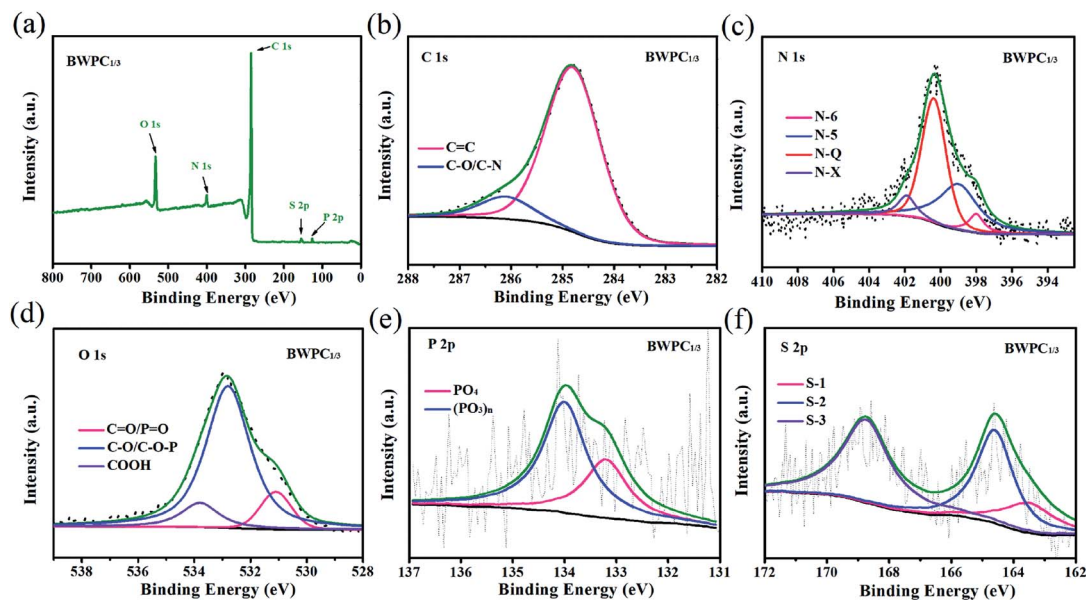 (a)
BWPC1/3
C 1s
O 1s
N 1s
S 2p
P 2p
Intensity (a.u.)
800 700 600 500 400 300 200 100 0
Binding Energy (eV)
(b)
C 1s
BWPC1/3
C=C
C-O/C-N
Intensity (a.u.)
288 287 286 285 284 283 282
Binding Energy (eV)
(c)
N 1s
BWPC1/3
N-6
N-5
N-Q
N-X
Intensity (a.u.)
410 408 406 404 402 400 398 396 394
Binding Energy (eV)
(d)
O 1s
BWPC1/3
C=O/P=O
C-O/C-O-P
COOH
Intensity (a.u.)
538 536 534 532 530 528
Binding Energy (eV)
(e)
P 2p
BWPC1/3
PO4
(PO3)n
Intensity (a.u.)
137 136 135 134 133 132 131
Binding Energy (eV)
(f)
S 2p
BWPC1/3
S-1
S-2
S-3
Intensity (a.u.)
172 170 168 166 164 162
Binding Energy (eV)